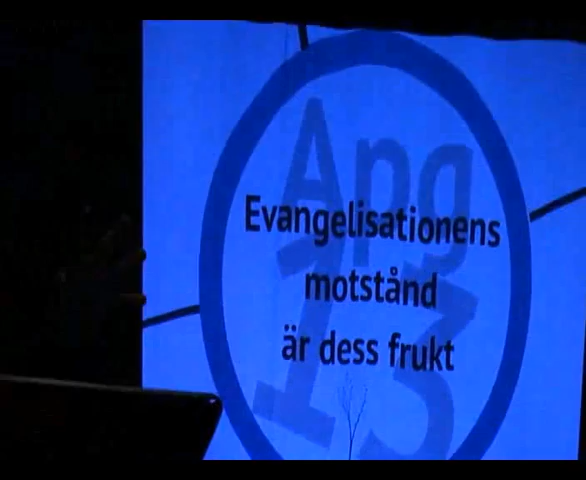 Apg
13
Evangelisationens
motstånd
är dess frukt